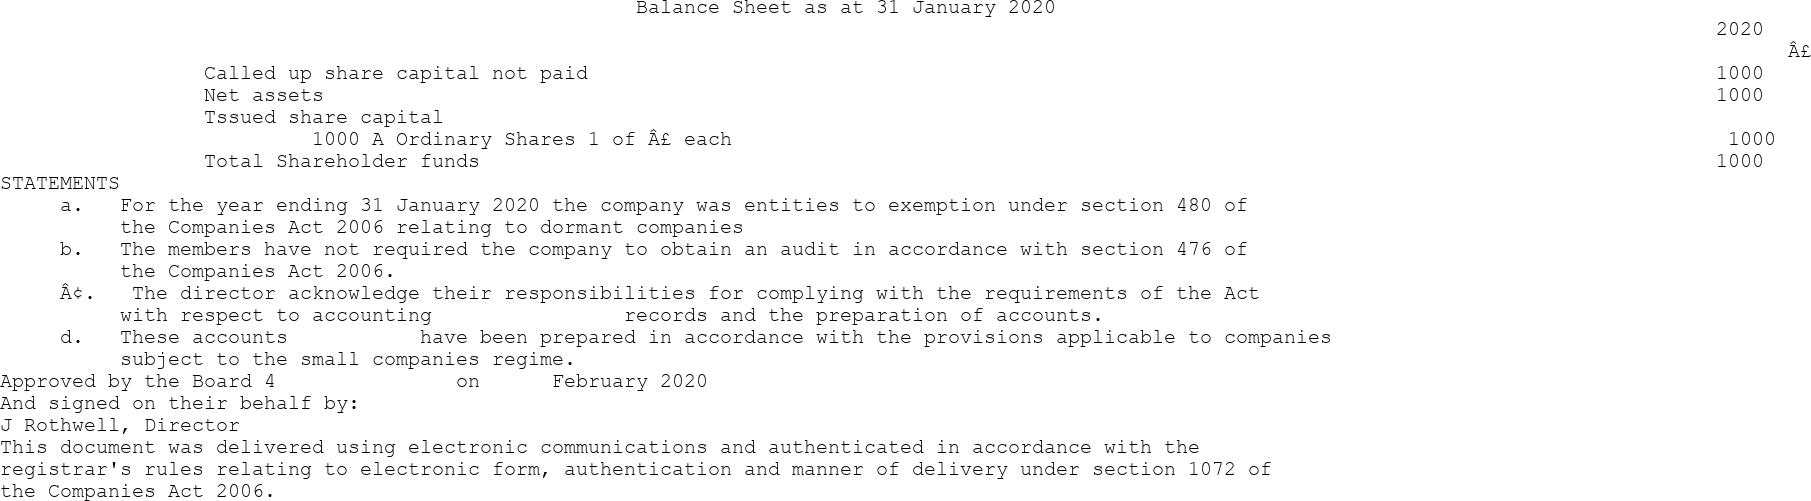 Balance Sheet as at 31 January 2020
2020
Â£
Called up share capital not paid 1000
Net assets 1000
Tssued share capital
1000 A Ordinary Shares 1 of Â£ each 1000
Total Shareholder funds 1000
STATEMENTS
a. For the year ending 31 January 2020 the company was entities to exemption under section 480 of
the Companies Act 2006 relating to dormant companies
b. The members have not required the company to obtain an audit in accordance with section 476 of
the Companies Act 2006.
Â¢. The director acknowledge their responsibilities for complying with the requirements of the Act
with respect to accounting records and the preparation of accounts.
d. These accounts have been prepared in accordance with the provisions applicable to companies
subject to the small companies regime.
Approved by the Board 4 on February 2020
And signed on their behalf by:
J Rothwell, Director
This document was delivered using electronic communications and authenticated in accordance with the
registrar's rules relating to electronic form, authentication and manner of delivery under section 1072 of
the Companies Act 2006.